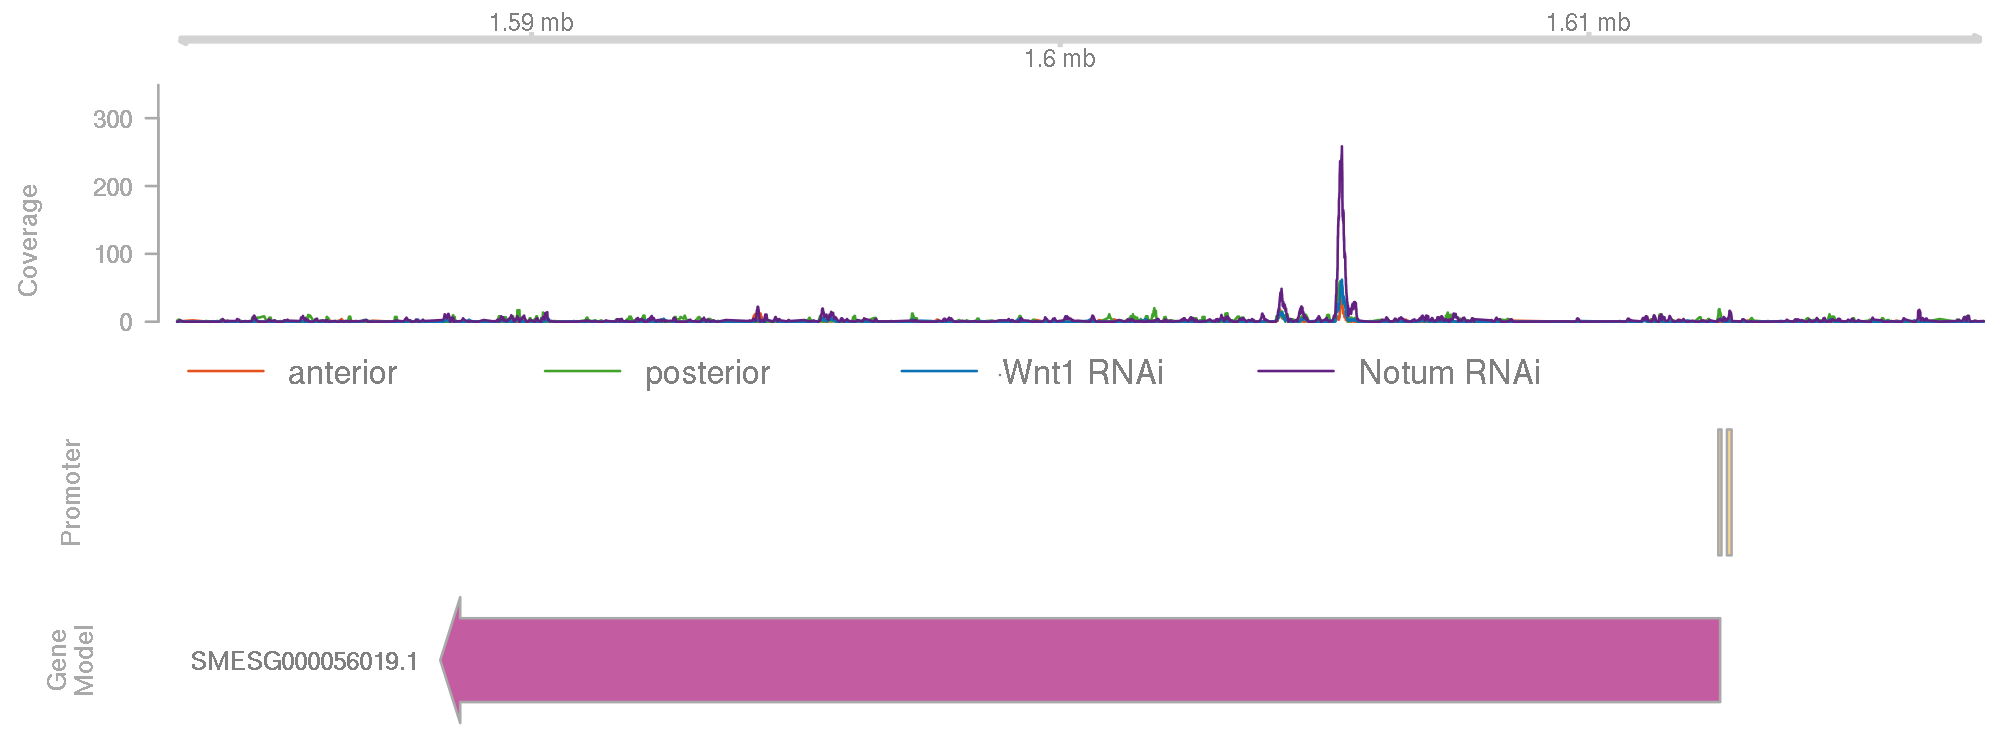 1.59 mb
1.61 mb
1.6 mb
Coverage
300
200
100
0
anterior
posterior
Wnt1 RNAi
Notum RNAi
Promoter
Gene
Model
SMESG000056019.1